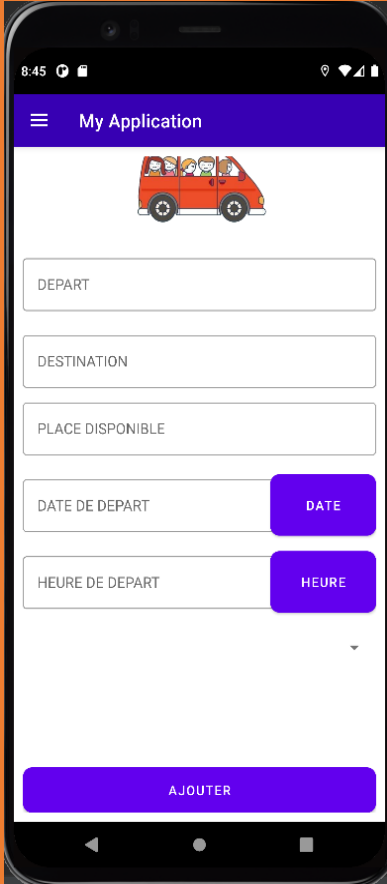 8:45
My Application
DEPART
DESTINATION
PLACE DISPONIBLE
DATE DE DEPART
DATE
HEURE DE DEPART
HEURE
AJOUTER